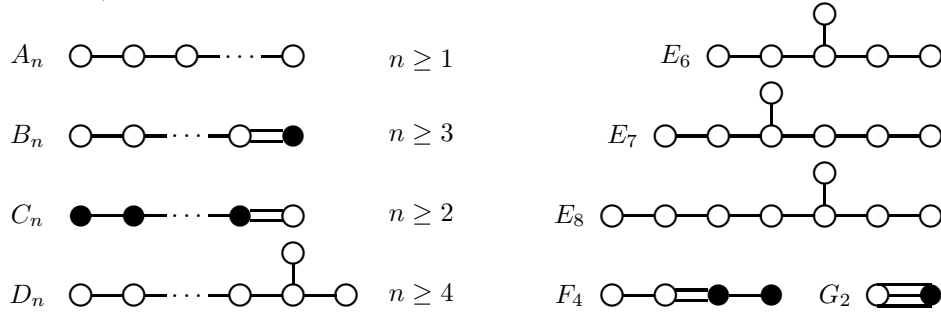 A_n ⋯ n ≥ 1 E_6
B_n ⋯ n ≥ 3 E_7
C_n ⋯ n ≥ 2 E_8
D_n ⋯ n ≥ 4 F_4 G_2